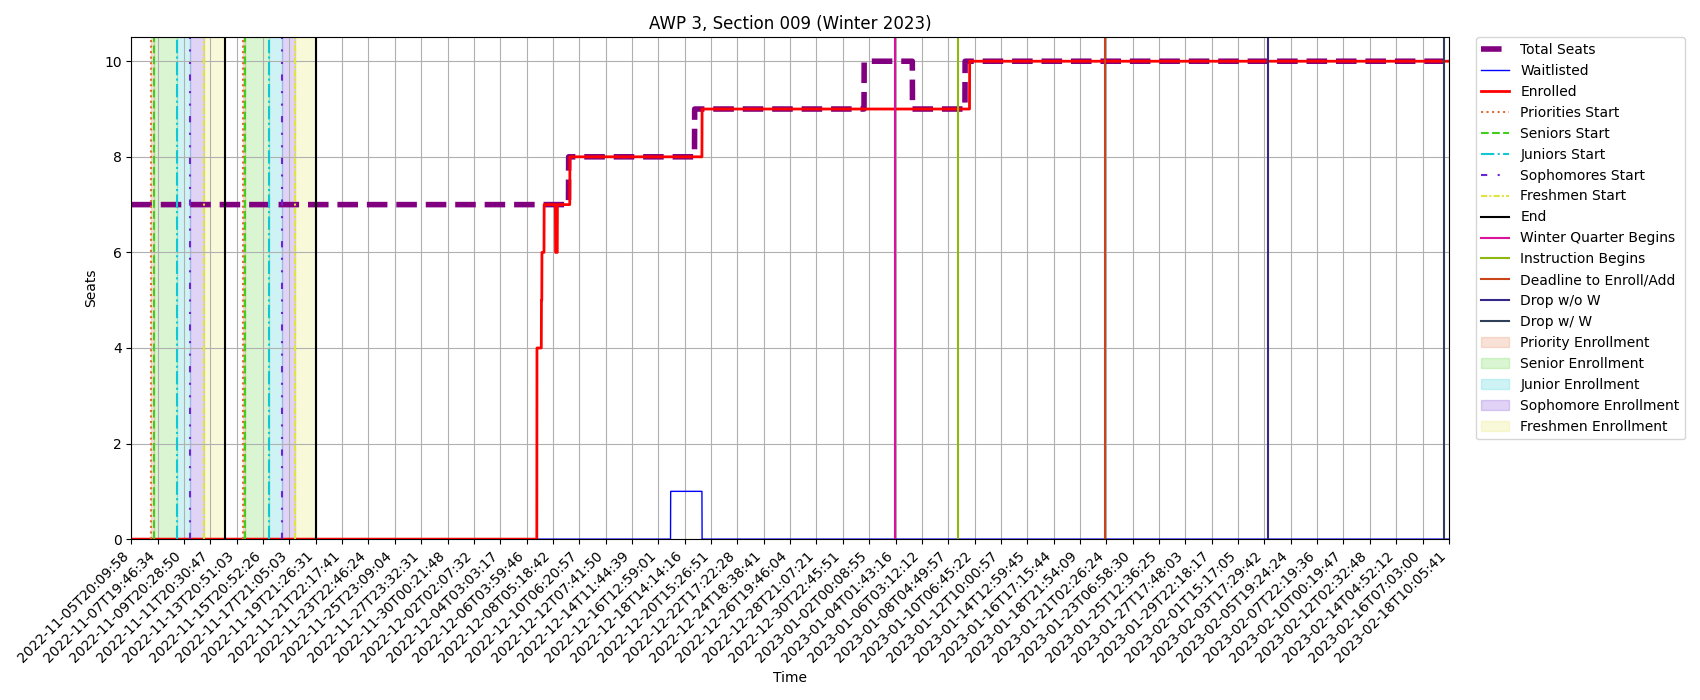 AWP 3, Section 009 (Winter 2023)
Seats
10
8
6
4
2
0
2022-11-05T20:09:58
2022-11-07T19:46:34
2022-11-09T20:28:50
2022-11-11T20:30:47
2022-11-13T20:51:03
2022-11-15T20:52:26
2022-11-17T21:05:03
2022-11-19T21:26:31
2022-11-21T22:17:41
2022-11-23T22:46:24
2022-11-25T23:09:04
2022-11-27T23:32:31
2022-11-30T00:21:48
2022-12-02T02:07:32
2022-12-04T03:03:17
2022-12-06T03:59:46
2022-12-08T05:18:42
2022-12-10T06:20:57
2022-12-12T07:41:50
2022-12-14T11:44:39
2022-12-16T12:59:01
2022-12-18T14:14:16
2022-12-20T15:26:51
2022-12-22T17:22:28
2022-12-24T18:38:41
2022-12-26T19:46:04
2022-12-28T21:07:21
2022-12-30T22:45:51
2023-01-02T00:08:55
2023-01-04T01:43:16
2023-01-06T03:12:12
2023-01-08T04:49:57
2023-01-10T06:45:22
2023-01-12T10:00:57
2023-01-14T12:59:45
2023-01-16T17:15:44
2023-01-18T21:54:09
2023-01-21T02:26:24
2023-01-23T06:58:30
2023-01-25T12:36:25
2023-01-27T17:48:03
2023-01-29T22:18:17
2023-02-01T15:17:05
2023-02-03T17:29:42
2023-02-05T19:24:24
2023-02-07T22:19:36
2023-02-10T00:19:47
2023-02-12T02:32:48
2023-02-14T04:52:12
2023-02-16T07:03:00
2023-02-18T10:05:41
Time
Total Seats
Waitlisted
Enrolled
Priorities Start
Seniors Start
Juniors Start
Sophomores Start
Freshmen Start
End
Winter Quarter Begins
Instruction Begins
Deadline to Enroll/Add
Drop w/o W
Drop w/ W
Priority Enrollment
Senior Enrollment
Junior Enrollment
Sophomore Enrollment
Freshmen Enrollment